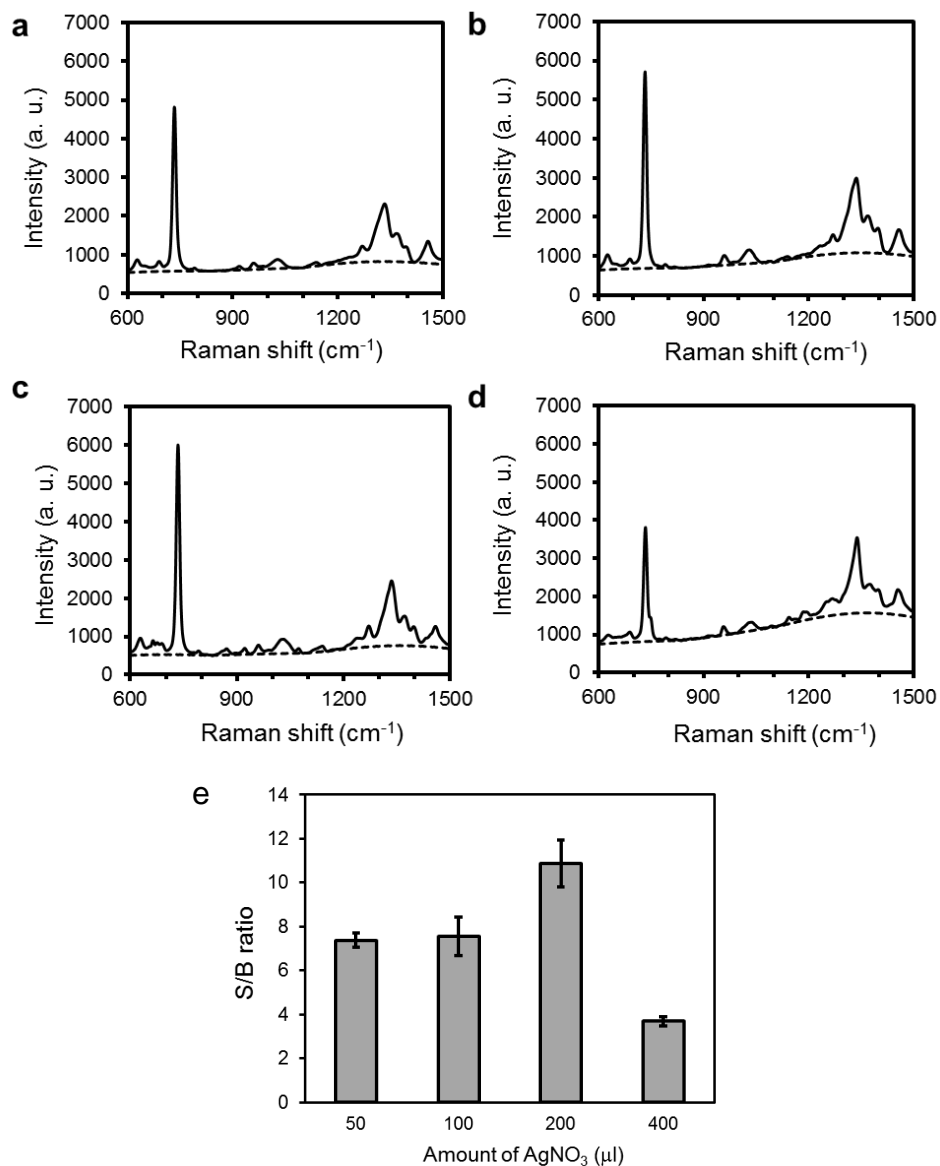 a
7000
6000
5000
4000
3000
2000
1000
0
Intensity (a. u.)
600 900 1200 1500
Raman shift (cm⁻¹)
b
7000
6000
5000
4000
3000
2000
1000
0
Intensity (a. u.)
600 900 1200 1500
Raman shift (cm⁻¹)
c
7000
6000
5000
4000
3000
2000
1000
0
Intensity (a. u.)
600 900 1200 1500
Raman shift (cm⁻¹)
d
7000
6000
5000
4000
3000
2000
1000
0
Intensity (a. u.)
600 900 1200 1500
Raman shift (cm⁻¹)
e
14
12
10
8
6
4
2
0
S/B ratio
50 100 200 400
Amount of AgNO₃ (μl)